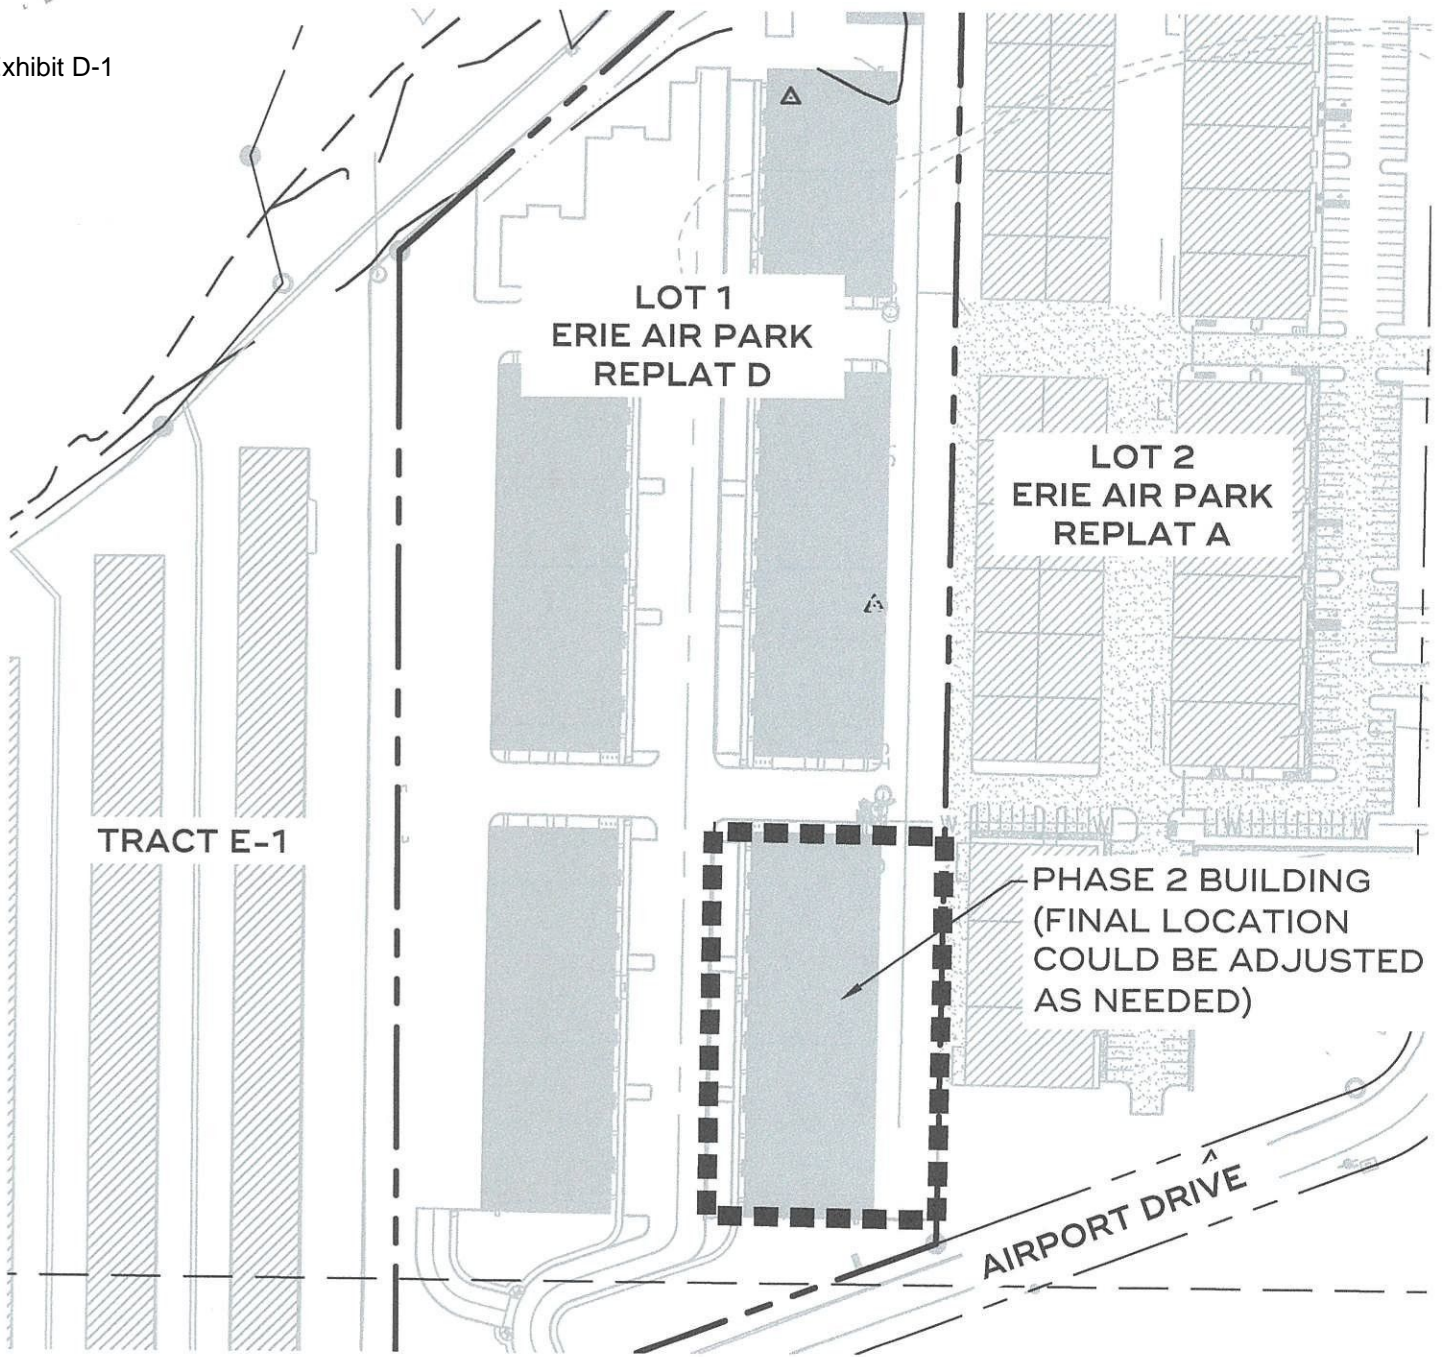 xhibit D-1
LOT 1
ERIE AIR PARK
REPLAT D
LOT 2
ERIE AIR PARK
REPLAT A
TRACT E-1
PHASE 2 BUILDING
(FINAL LOCATION
COULD BE ADJUSTED
AS NEEDED)
AIRPORT DRIVE